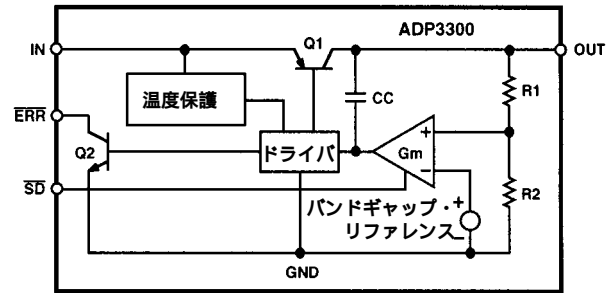 ADP3300
IN
Q1
OUT
温度保護
CC
R1
ERR
Q2
ドライバ
Gm
+
−
R2
SD
バンドギャップ・
リファレンス
+
−
GND